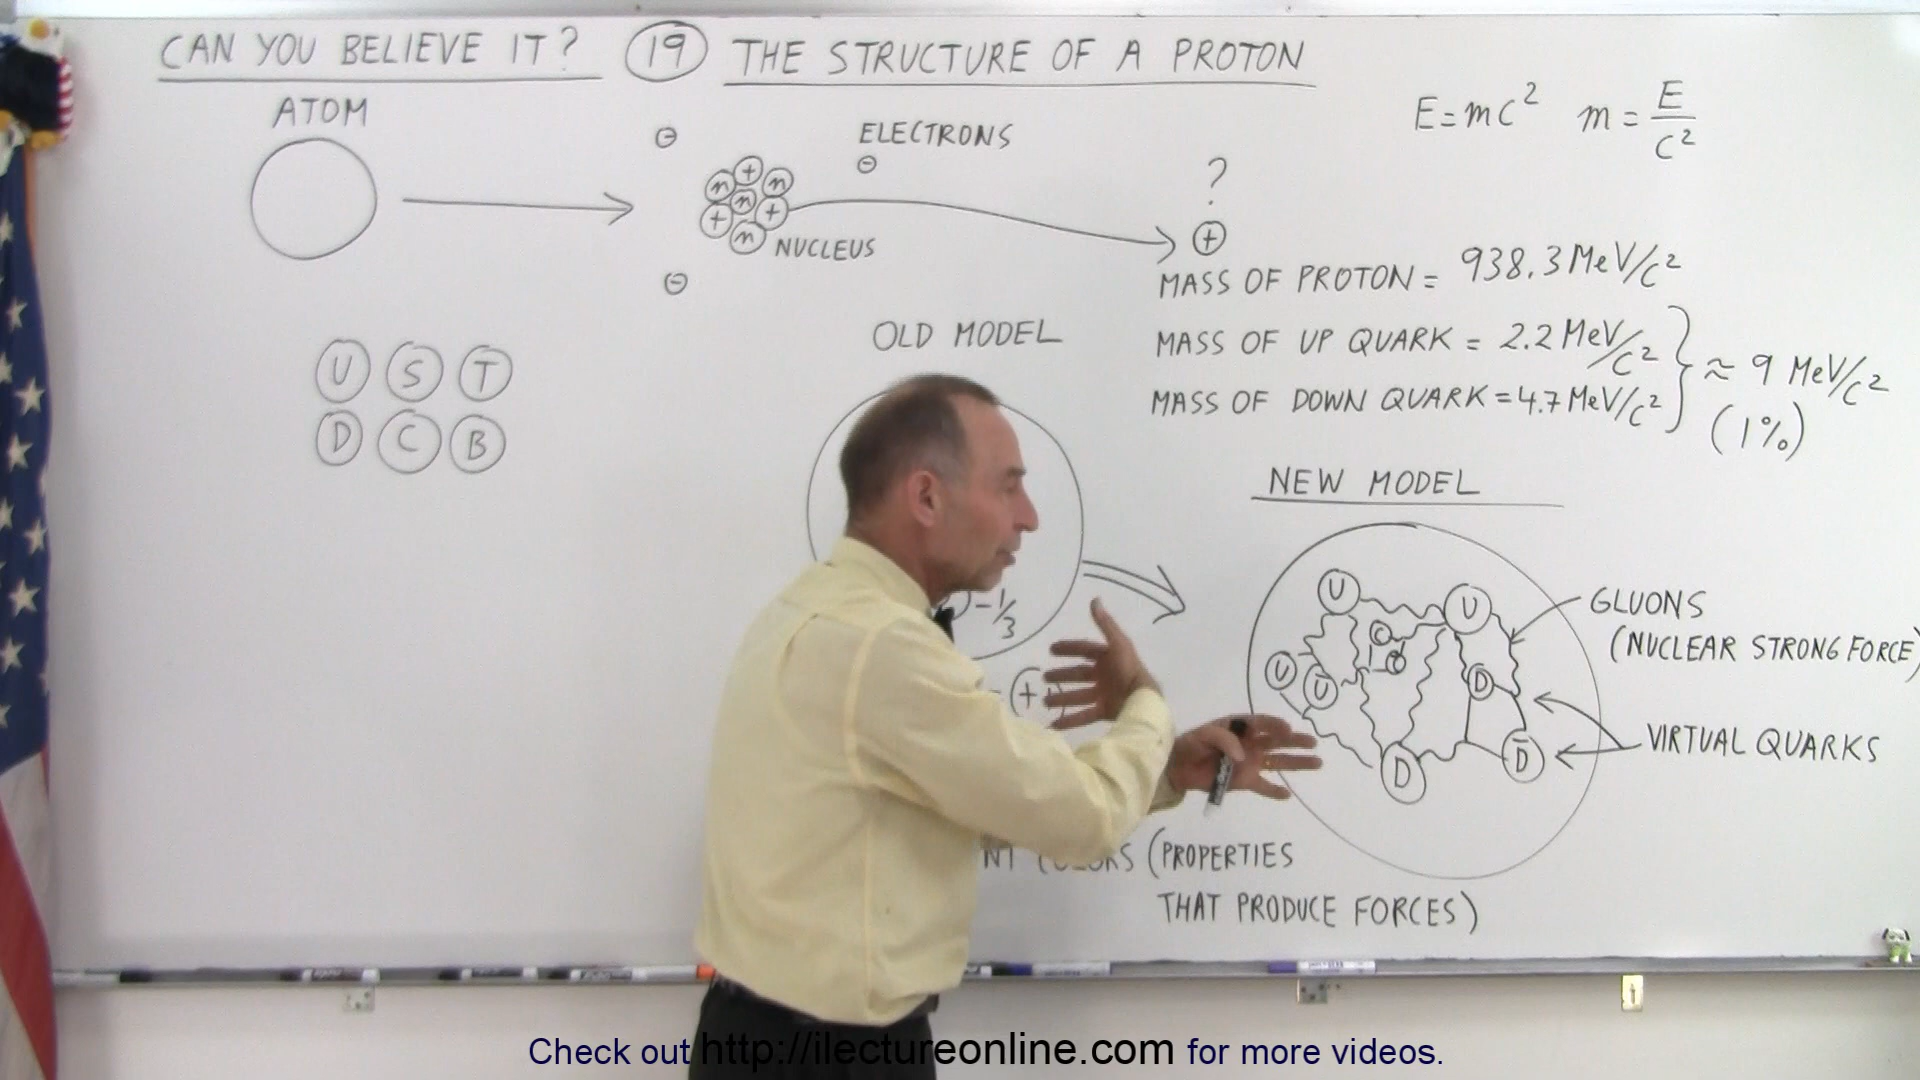 CAN YOU BELIEVE IT? 19 THE STRUCTURE OF A PROTON
E=mc² m=E/c²
ATOM
ELECTRONS
⊖ ⊖
n + n
n
+ +
n
NUCLEUS
⊖
?
+
MASS OF PROTON = 938.3 MeV/c²
MASS OF UP QUARK = 2.2 MeV/c²
MASS OF DOWN QUARK = 4.7 MeV/c²
≈ 9 MeV/c²
(1%)
U S T
D C B
OLD MODEL
-1/3
(+
NEW MODEL
U U
C
U Ū
D
D D̄
GLUONS
(NUCLEAR STRONG FORCE)
VIRTUAL QUARKS
(PROPERTIES
THAT PRODUCE FORCES)
Check out http://ilectureonline.com for more videos.